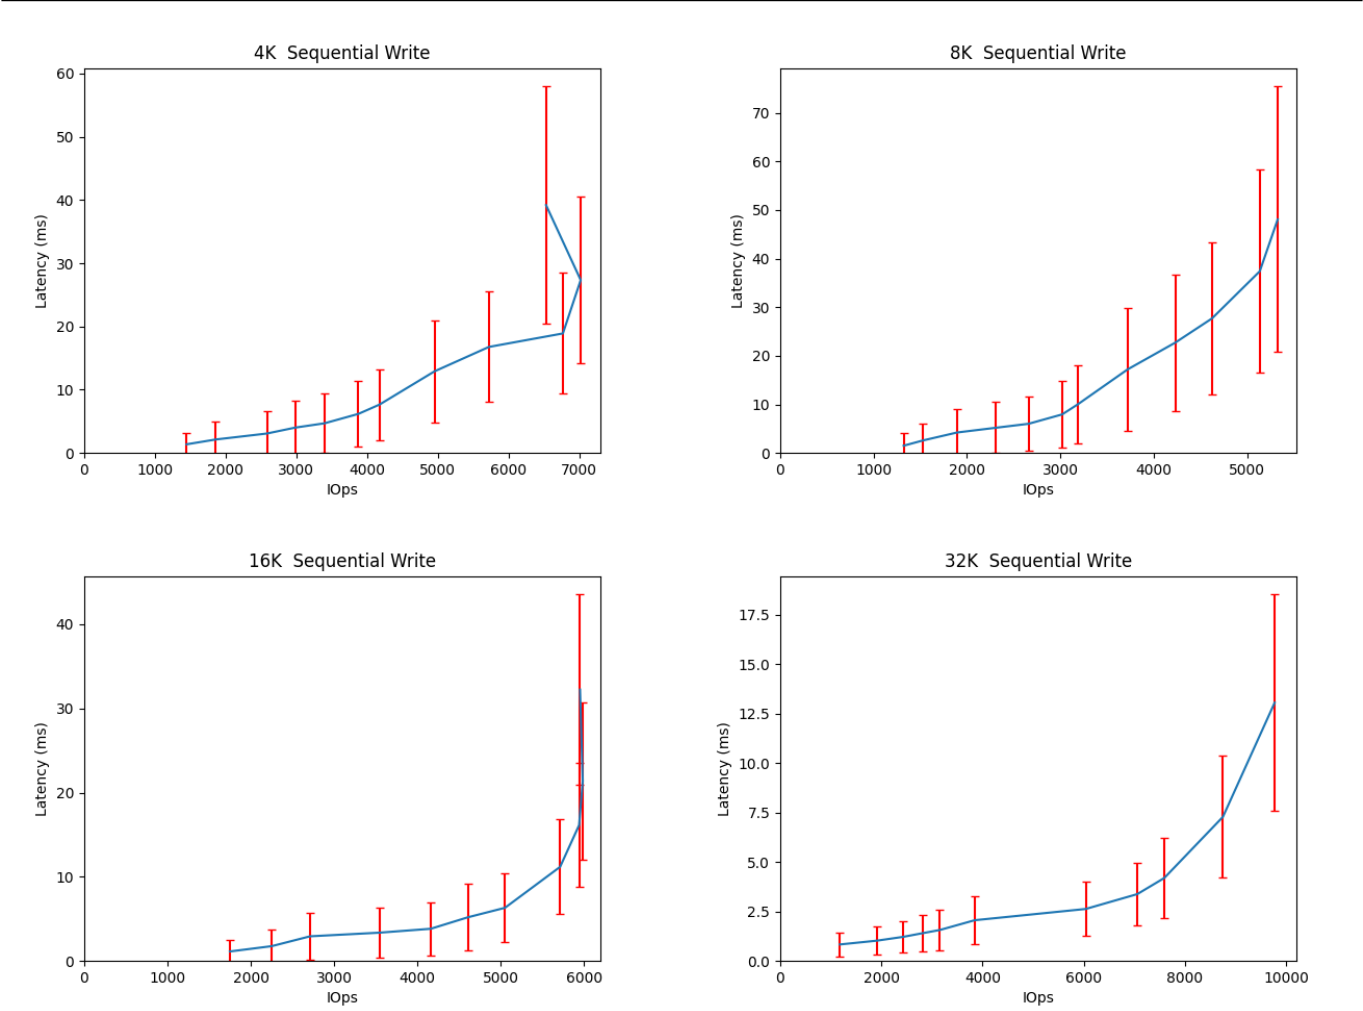 4K  Sequential Write
60
50
40
30
20
10
0
Latency (ms)
0 1000 2000 3000 4000 5000 6000 7000
IOps
8K  Sequential Write
70
60
50
40
30
20
10
0
Latency (ms)
0 1000 2000 3000 4000 5000
IOps
16K  Sequential Write
40
30
20
10
0
Latency (ms)
0 1000 2000 3000 4000 5000 6000
IOps
32K  Sequential Write
17.5
15.0
12.5
10.0
7.5
5.0
2.5
0.0
Latency (ms)
0 2000 4000 6000 8000 10000
IOps